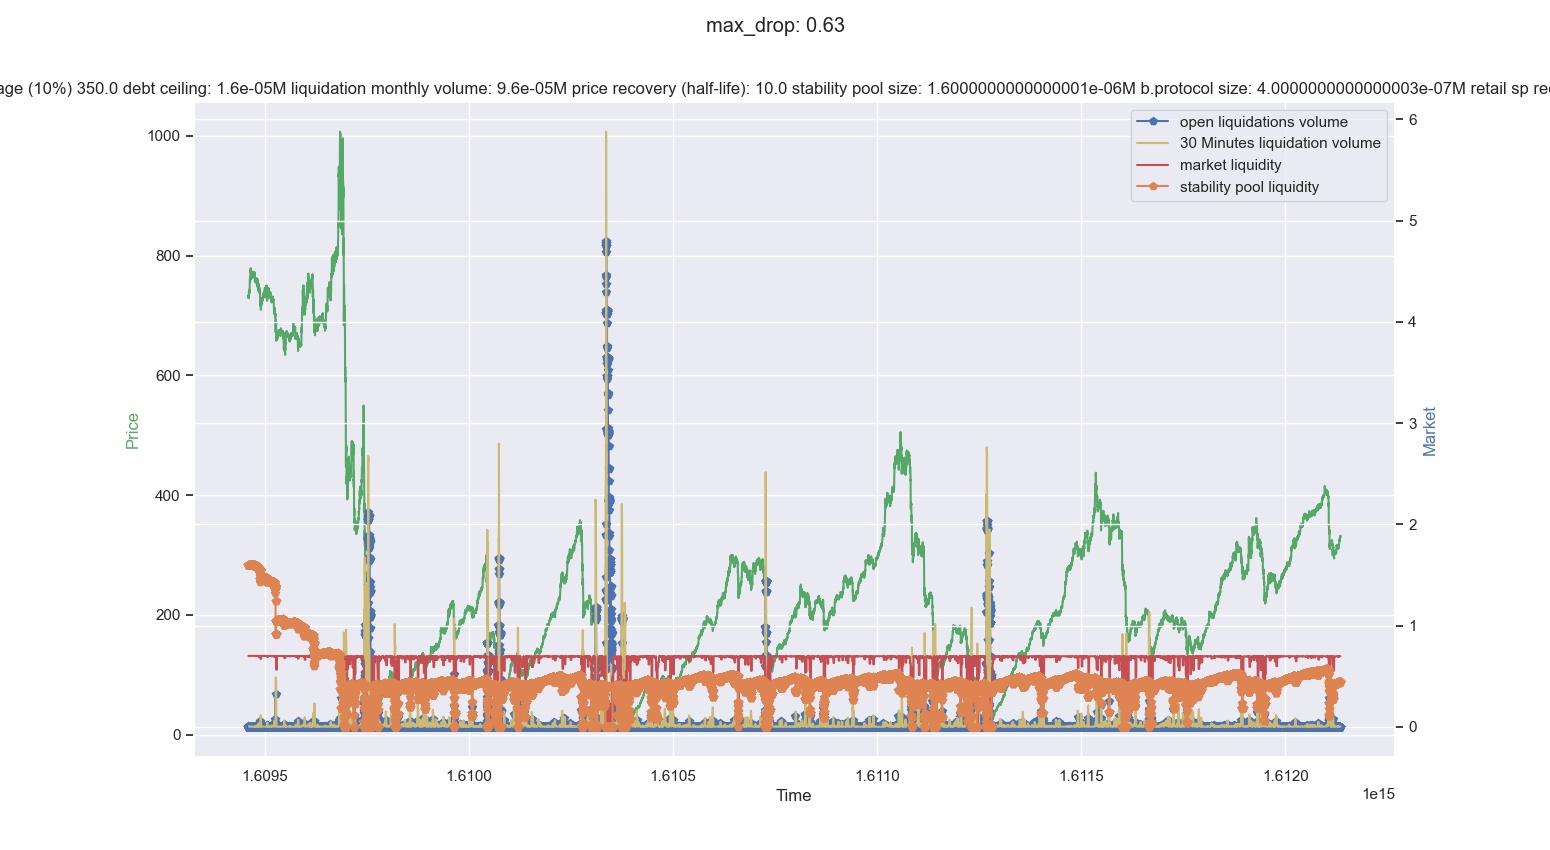 max_drop: 0.63
age (10%) 350.0 debt ceiling: 1.6e-05M liquidation monthly volume: 9.6e-05M price recovery (half-life): 10.0 stability pool size: 1.6000000000000001e-06M b.protocol size: 4.0000000000000003e-07M retail sp re
open liquidations volume
30 Minutes liquidation volume
market liquidity
stability pool liquidity
1000
800
600
400
200
0
Price
6
5
4
3
2
1
0
Market
1.6095 1.6100 1.6105 1.6110 1.6115 1.6120
Time
1e15